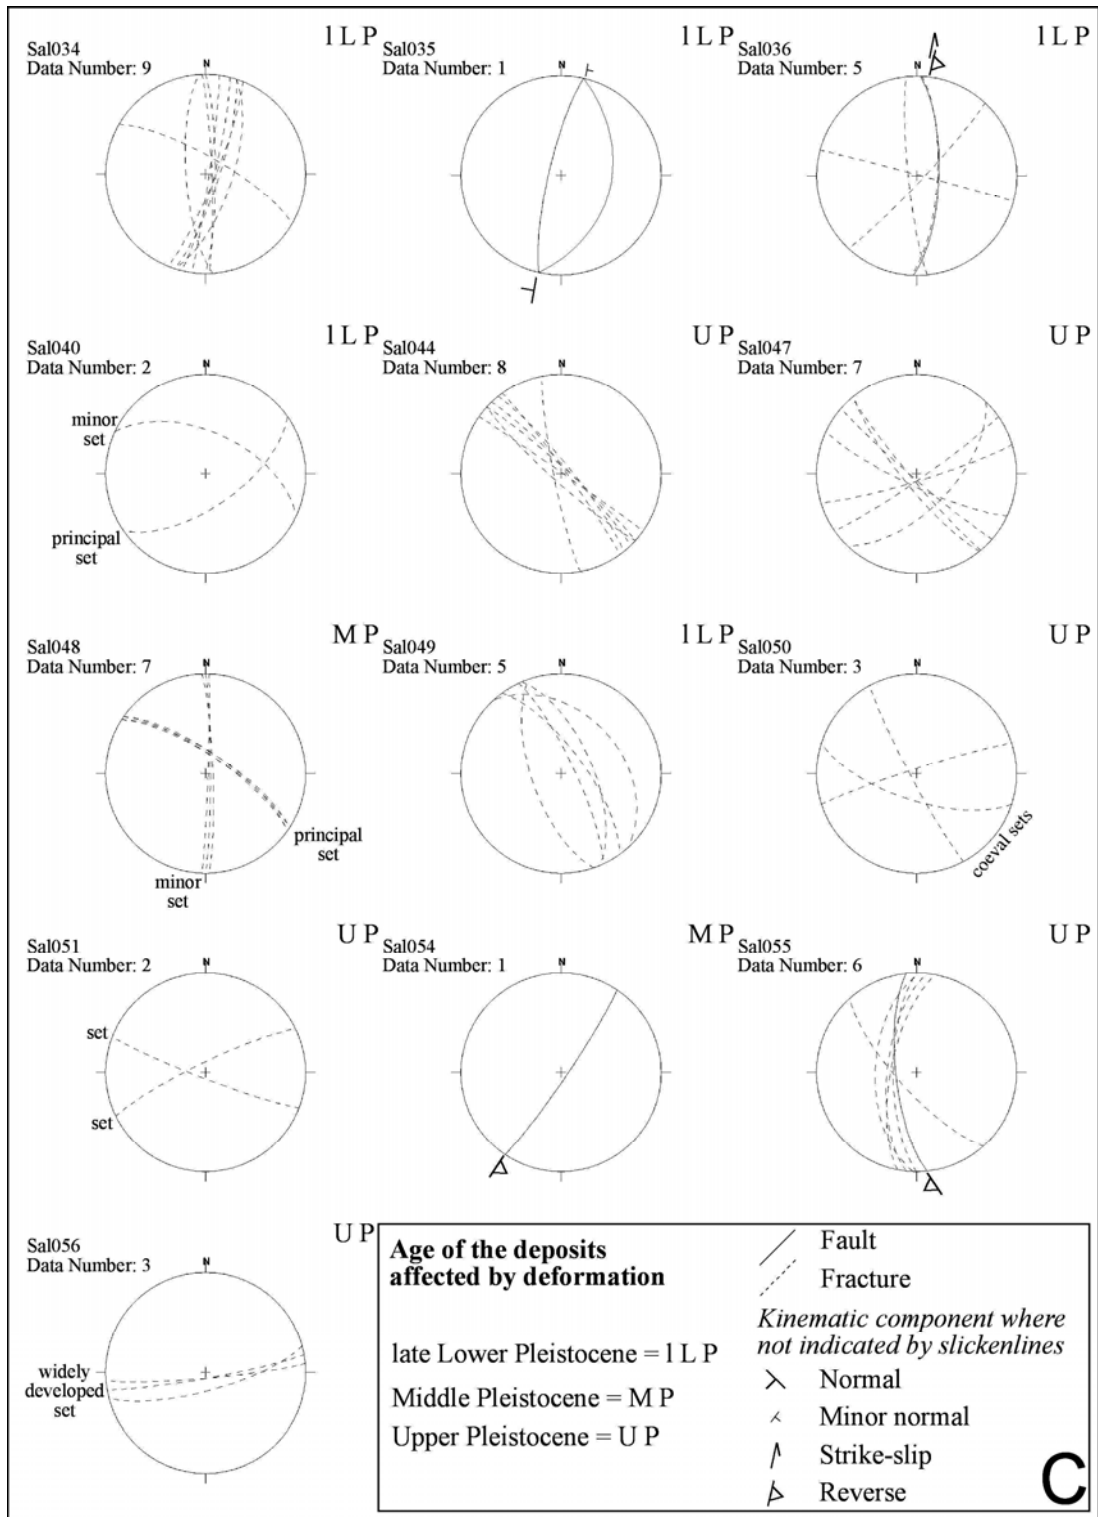 Sal034
Data Number: 9
l L P
N
Sal035
Data Number: 1
l L P
Sal036
Data Number: 5
l L P
N
Sal040
Data Number: 2
l L P
N
minor
set
principal
set
Sal044
Data Number: 8
U P
N
Sal047
Data Number: 7
U P
N
Sal048
Data Number: 7
M P
N
principal
set
minor
set
Sal049
Data Number: 5
l L P
N
Sal050
Data Number: 3
U P
N
coeval sets
Sal051
Data Number: 2
U P
N
set
set
Sal054
Data Number: 1
M P
N
Sal055
Data Number: 6
U P
N
Sal056
Data Number: 3
U P
N
widely
developed
set
Age of the deposits
affected by deformation
late Lower Pleistocene = l L P
Middle Pleistocene = M P
Upper Pleistocene = U P
Fault
Fracture
Kinematic component where
not indicated by slickenlines
Normal
Minor normal
Strike-slip
Reverse
C